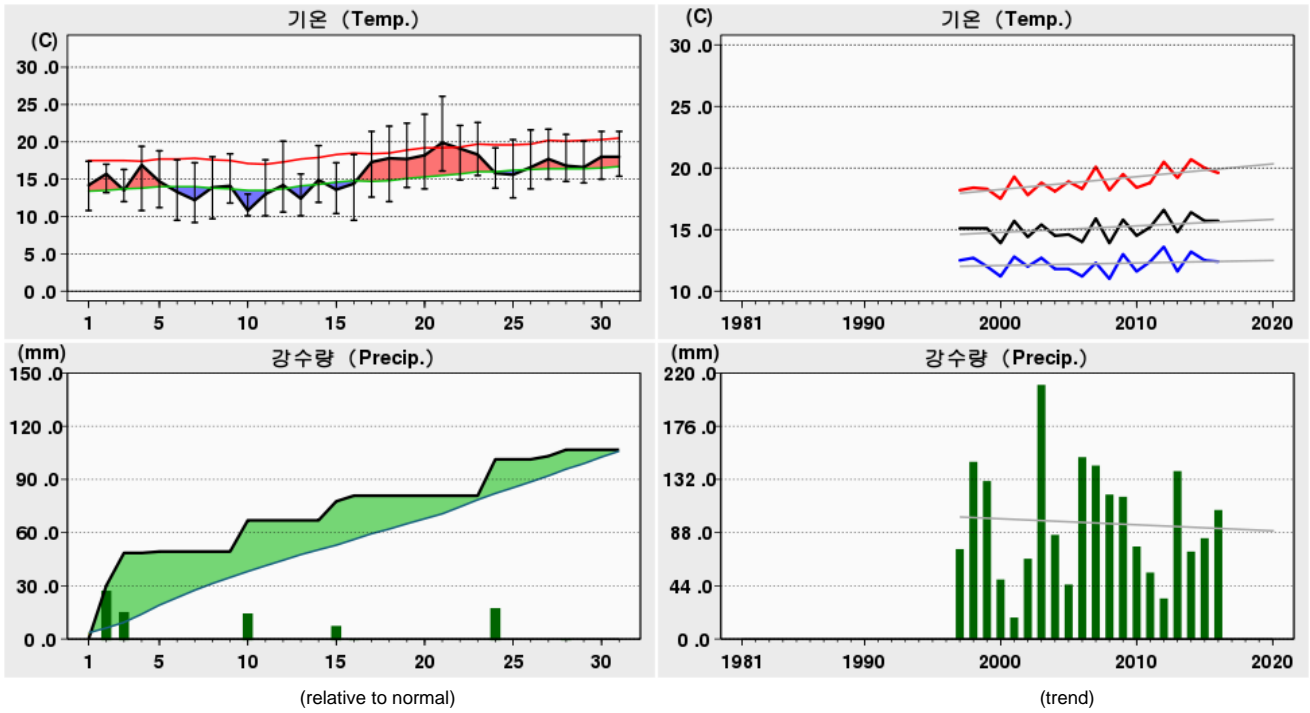 기온 (Temp.)
(C)
30 .0
25 .0
20 .0
15 .0
10 .0
5 .0
0 .0
1 5 10 15 20 25 30
기온 (Temp.)
(C)
30 .0
25 .0
20 .0
15 .0
10 .0
1981 1990 2000 2010 2020
강수량 (Precip.)
(mm)
150 .0
120 .0
90 .0
60 .0
30 .0
0 .0
1 5 10 15 20 25 30
(relative to normal)
강수량 (Precip.)
(mm)
220 .0
176 .0
132 .0
88 .0
44 .0
0 .0
1981 1990 2000 2010 2020
(trend)